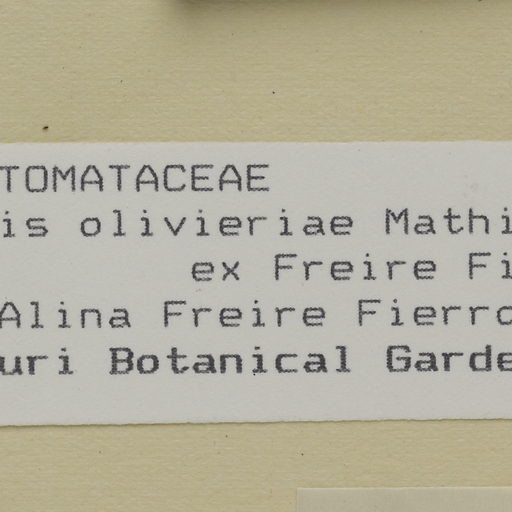 TOMATACEAE
is olivieriae Mathi
ex Freire Fi
Alina Freire Fierro
uri Botanical Garde